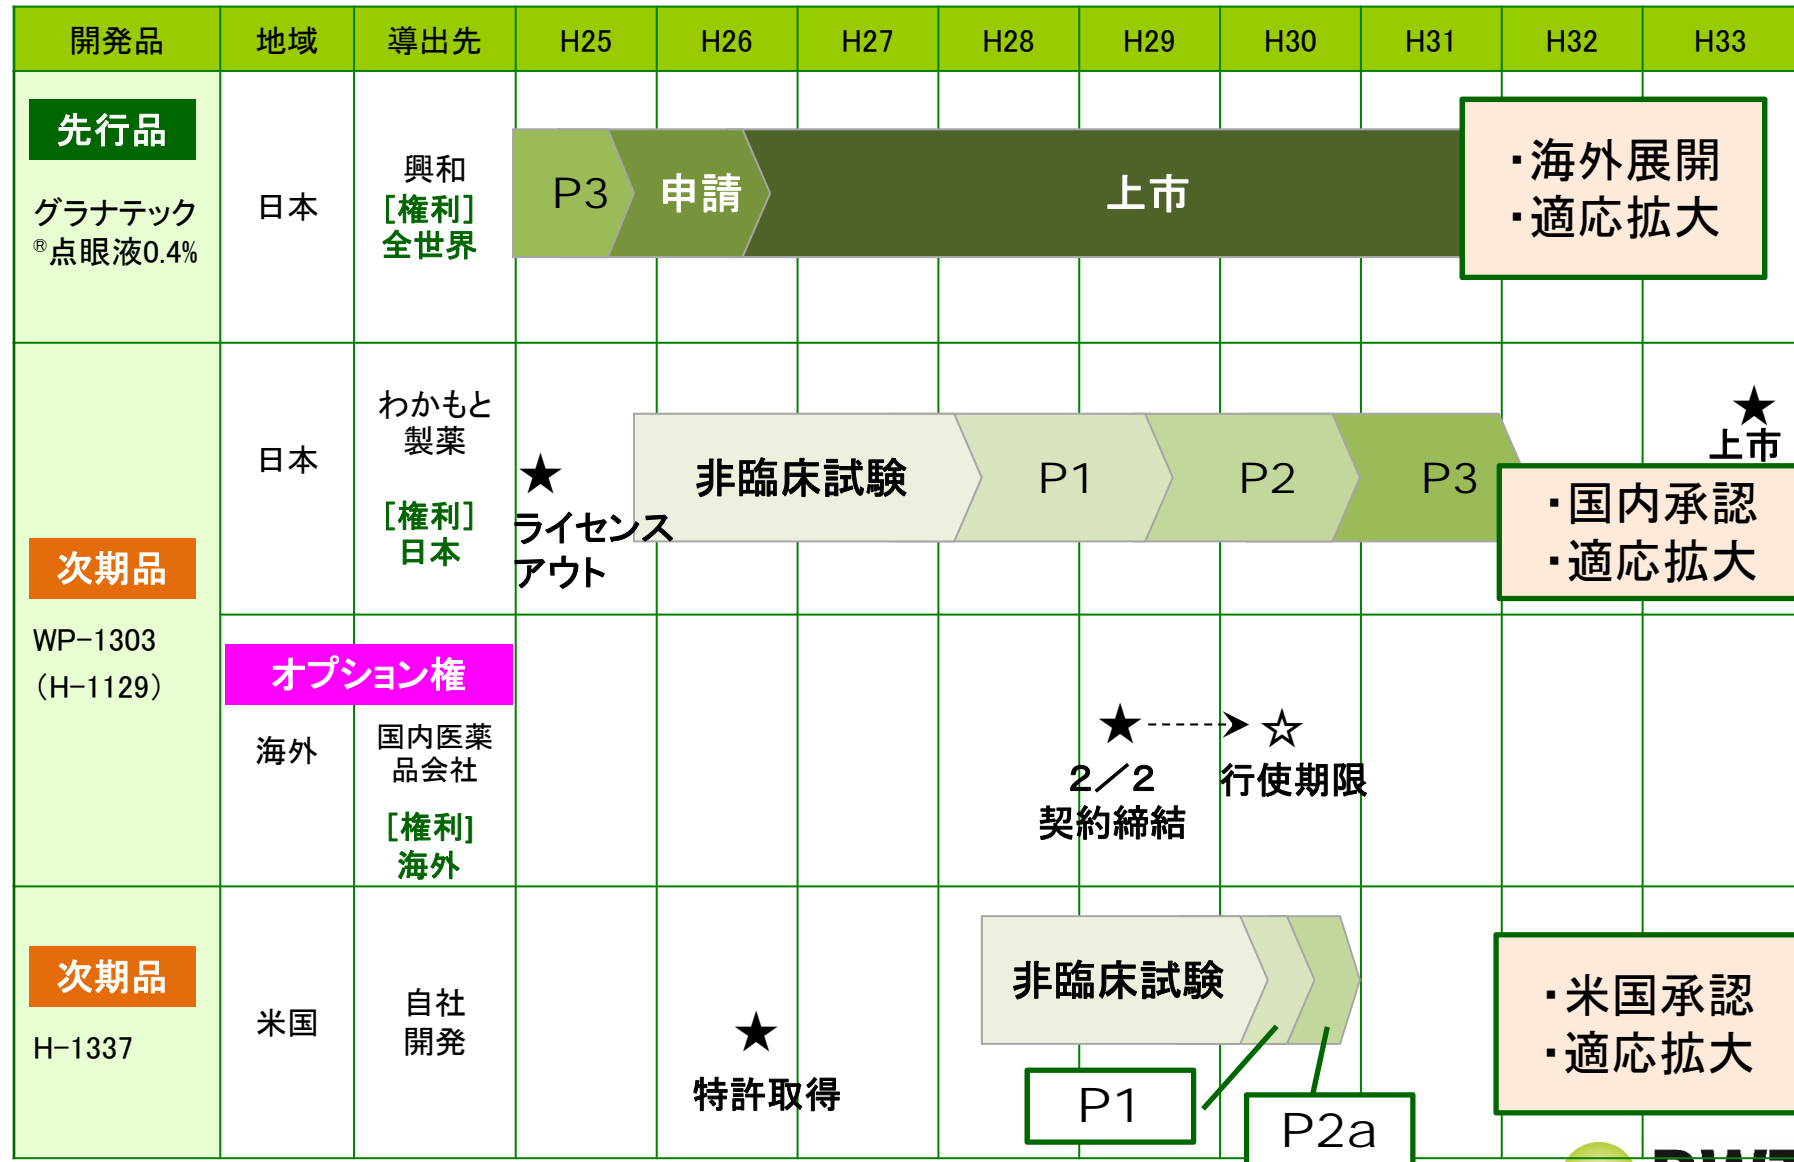 開発品 地域 導出先 H25 H26 H27 H28 H29 H30 H31 H32 H33
先行品
グラナテック
®点眼液0.4%
日本
興和
[権利]
全世界
P3 申請 上市
・海外展開
・適応拡大
次期品
WP-1303
（H-1129）
日本
わかもと
製薬
[権利]
日本
★
ライセンス
アウト
非臨床試験 P1 P2 P3
★
上市
・国内承認
・適応拡大
オプション権
海外
国内医薬
品会社
[権利]
海外
★ ☆
2／2
契約締結
行使期限
次期品
H-1337
米国
自社
開発
★
特許取得
非臨床試験
P1
P2a
・米国承認
・適応拡大